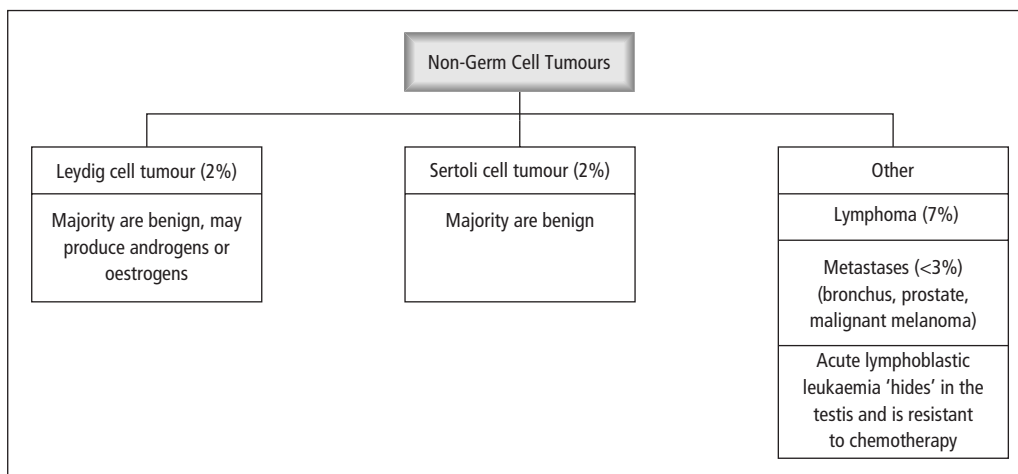 Non-Germ Cell Tumours
Leydig cell tumour (2%)
Majority are benign, may
produce androgens or
oestrogens
Sertoli cell tumour (2%)
Majority are benign
Other
Lymphoma (7%)
Metastases (<3%)
(bronchus, prostate,
malignant melanoma)
Acute lymphoblastic
leukaemia ‘hides’ in the
testis and is resistant
to chemotherapy